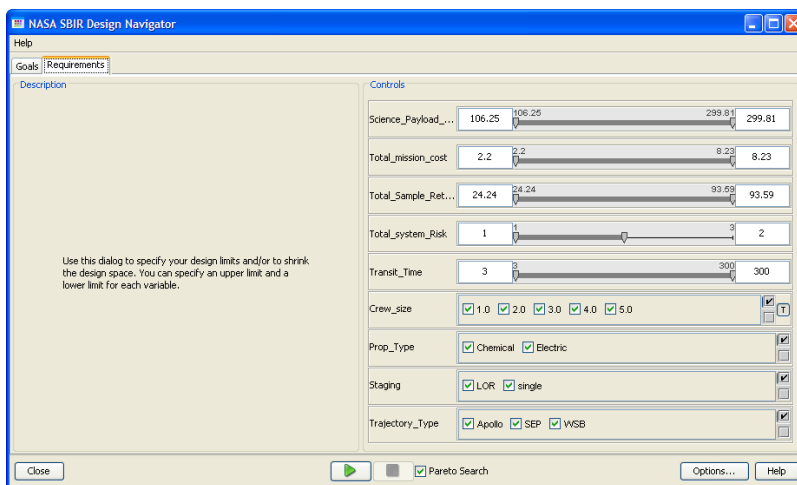 NASA SBIR Design Navigator
Help
Goals Requirements
Description
Controls
Use this dialog to specify your design limits and/or to shrink
the design space. You can specify an upper limit and a
lower limit for each variable.
Science_Payload_... 106.25 106.25 299.81 299.81
Total_mission_cost 2.2 2.2 8.23 8.23
Total_Sample_Ret... 24.24 24.24 93.59 93.59
Total_system_Risk 1 1 3 2
Transit_Time 3 3 300 300
Crew_size 1.0 2.0 3.0 4.0 5.0 T
Prop_Type Chemical Electric
Staging LOR single
Trajectory_Type Apollo SEP WSB
Close Pareto Search Options... Help